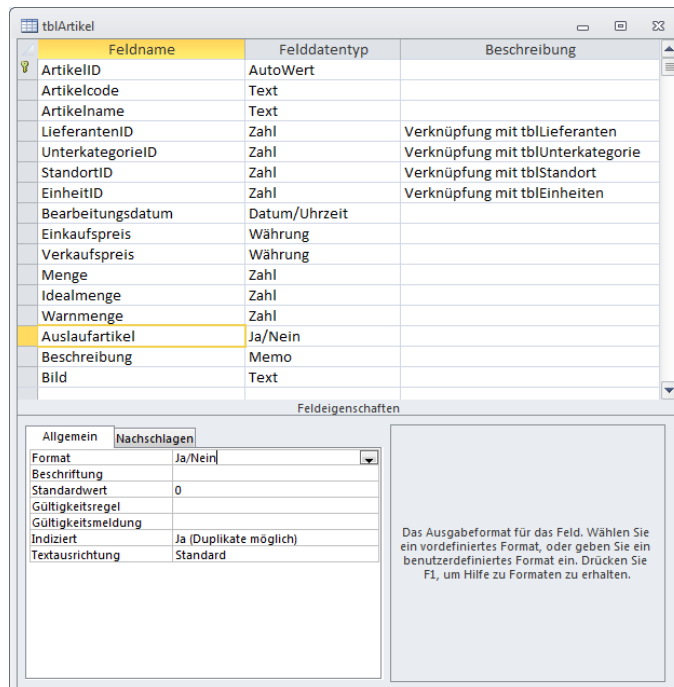 tblArtikel
Feldname Felddatentyp Beschreibung
ArtikelID AutoWert
Artikelcode Text
Artikelname Text
LieferantenID Zahl Verknüpfung mit tblLieferanten
UnterkategorieID Zahl Verknüpfung mit tblUnterkategorie
StandortID Zahl Verknüpfung mit tblStandort
EinheitID Zahl Verknüpfung mit tblEinheiten
Bearbeitungsdatum Datum/Uhrzeit
Einkaufspreis Währung
Verkaufspreis Währung
Menge Zahl
Idealmenge Zahl
Warnmenge Zahl
Auslaufartikel Ja/Nein
Beschreibung Memo
Bild Text
Feldeigenschaften
Allgemein Nachschlagen
Format Ja/Nein
Beschriftung
Standardwert 0
Gültigkeitsregel
Gültigkeitsmeldung
Indiziert Ja (Duplikate möglich)
Textausrichtung Standard
Das Ausgabeformat für das Feld. Wählen Sie
ein vordefiniertes Format, oder geben Sie ein
benutzerdefiniertes Format ein. Drücken Sie
F1, um Hilfe zu Formaten zu erhalten.